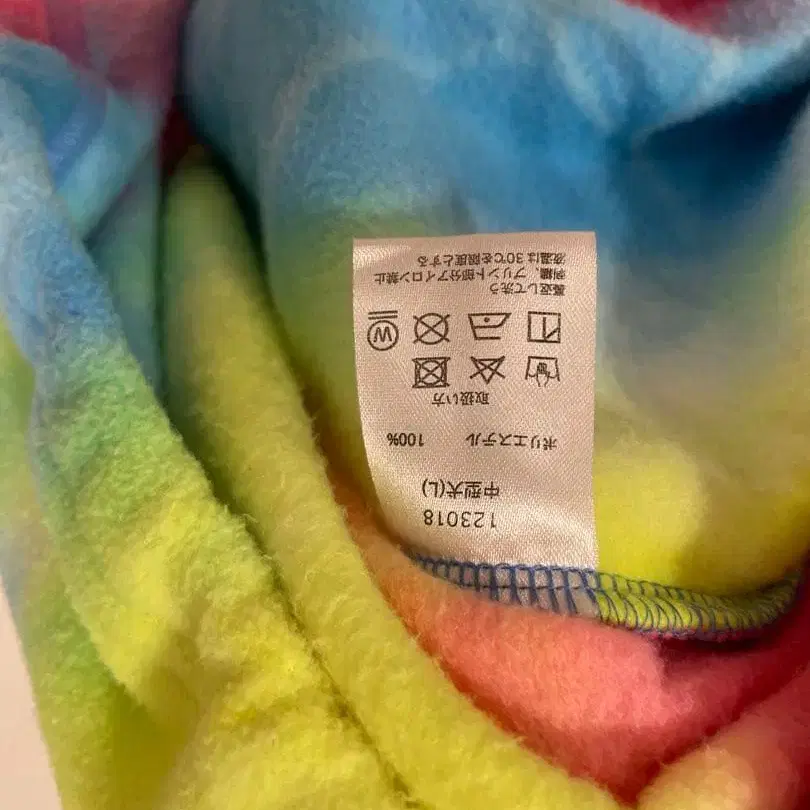 123018
中型犬(L)
ポリエステル 100%
取扱い方
W
裏返して洗う
刺繍、プリント部分アイロン禁止
液温は30℃を限度とする